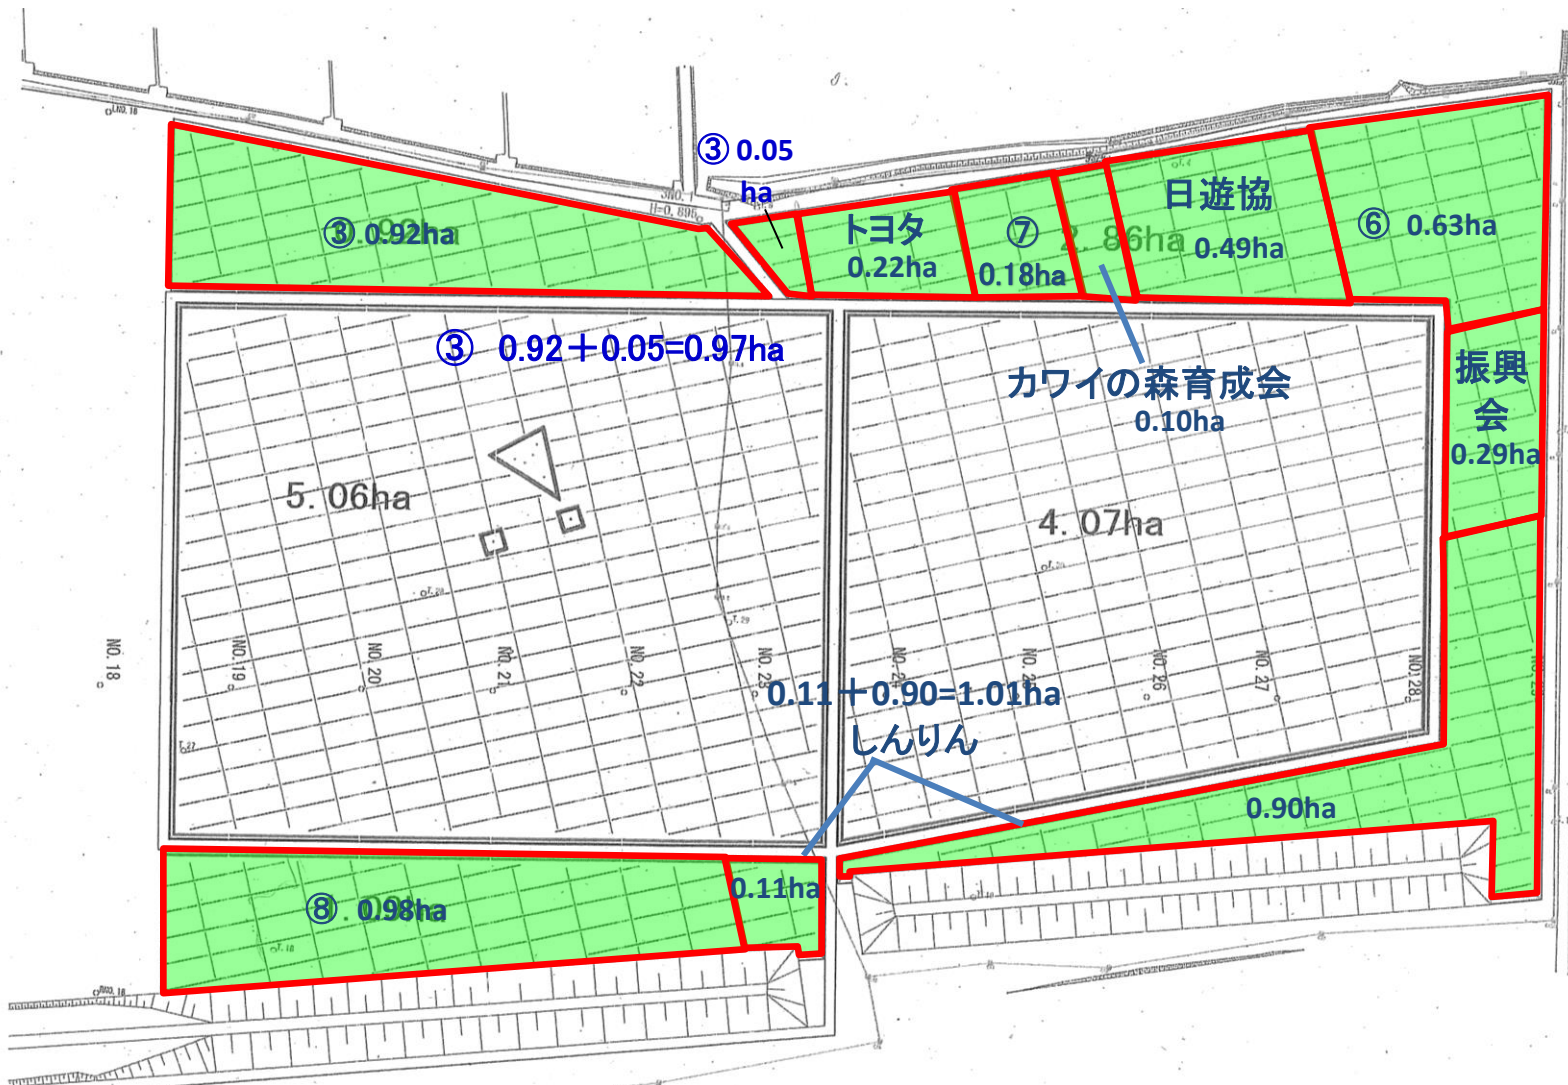 ③ 0.05
ha
JNO. 1
H=0,895
日遊協
0.49ha
⑥ 0.63ha
トヨタ
0.22ha
⑦
0.18ha
2. 86ha
③ 0.92ha
③ 0.92+0.05=0.97ha
カワイの森育成会
0.10ha
振興
会
0.29ha
5. 06ha
4. 07ha
NO. 18
NO. 19
NO. 20
NO. 21
NO. 22
NO. 23
NO. 26
NO. 27
NO. 28
0.11+0.90=1.01ha
しんりん
0.90ha
0.11ha
⑧ 0.98ha